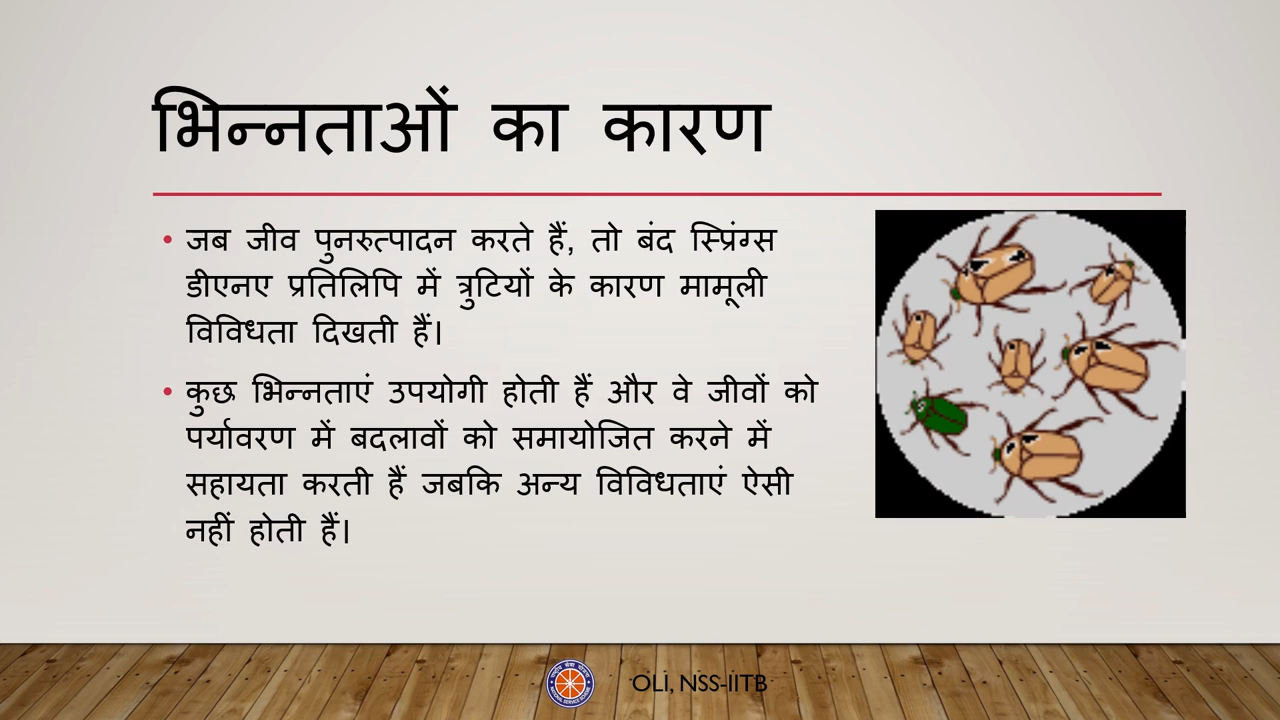 भिन्नताओं का कारण
• जब जीव पुनरुत्पादन करते हैं, तो बंद स्प्रिंग्स
डीएनए प्रतिलिपि में त्रुटियों के कारण मामूली
विविधता दिखती हैं।
• कुछ भिन्नताएं उपयोगी होती हैं और वे जीवों को
पर्यावरण में बदलावों को समायोजित करने में
सहायता करती हैं जबकि अन्य विविधताएं ऐसी
नहीं होती हैं।
OLI, NSS-IITB